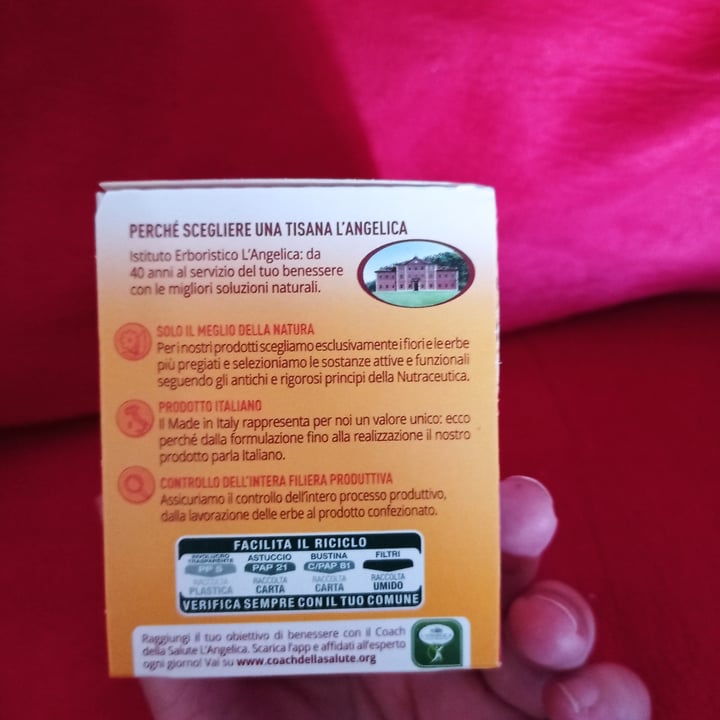 PERCHÉ SCEGLIERE UNA TISANA L'ANGELICA
Istituto Erboristico L'Angelica: da
40 anni al servizio del tuo benessere
con le migliori soluzioni naturali.
SOLO IL MEGLIO DELLA NATURA
Per i nostri prodotti scegliamo esclusivamente i fiori e le erbe
più pregiati e selezioniamo le sostanze attive e funzionali
seguendo gli antichi e rigorosi principi della Nutraceutica.
PRODOTTO ITALIANO
Il Made in Italy rappresenta per noi un valore unico: ecco
perché dalla formulazione fino alla realizzazione il nostro
prodotto parla Italiano.
CONTROLLO DELL'INTERA FILIERA PRODUTTIVA
Assicuriamo il controllo dell'intero processo produttivo,
dalla lavorazione delle erbe al prodotto confezionato.
FACILITA IL RICICLO
INVOLUCRO TRASPARENTE ASTUCCIO BUSTINA FILTRI
PP 5 PAP 21 C/PAP 81
RACCOLTA RACCOLTA RACCOLTA RACCOLTA
PLASTICA CARTA CARTA UMIDO
VERIFICA SEMPRE CON IL TUO COMUNE
Raggiungi il tuo obiettivo di benessere con il Coach
della Salute L'Angelica. Scarica l'app e affidati all'esperto
ogni giorno! Vai su www.coachdellasalute.org